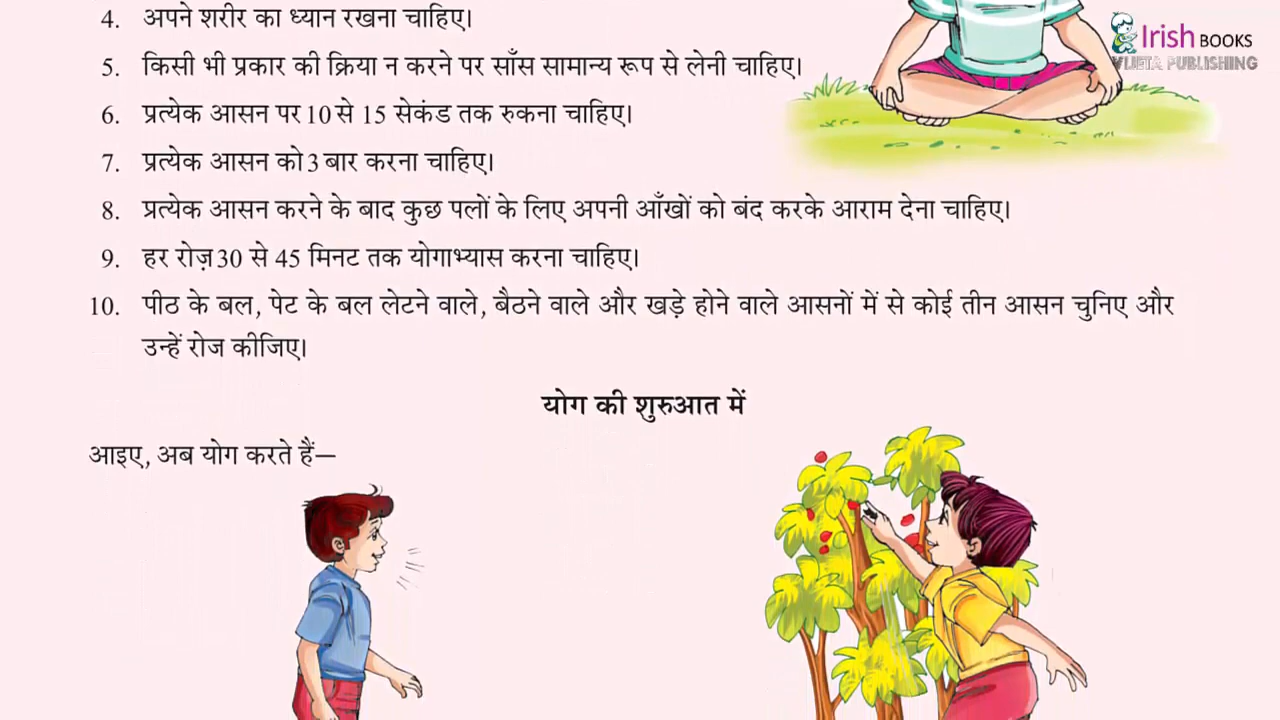 4. अपने शरीर का ध्यान रखना चाहिए।
Irish BOOKS
VIJETA PUBLISHING
5. किसी भी प्रकार की क्रिया न करने पर साँस सामान्य रूप से लेनी चाहिए।
6. प्रत्येक आसन पर 10 से 15 सेकंड तक रुकना चाहिए।
7. प्रत्येक आसन को 3 बार करना चाहिए।
8. प्रत्येक आसन करने के बाद कुछ पलों के लिए अपनी आँखों को बंद करके आराम देना चाहिए।
9. हर रोज़ 30 से 45 मिनट तक योगाभ्यास करना चाहिए।
10. पीठ के बल, पेट के बल लेटने वाले, बैठने वाले और खड़े होने वाले आसनों में से कोई तीन आसन चुनिए और
उन्हें रोज कीजिए।
योग की शुरुआत में
आइए, अब योग करते हैं—